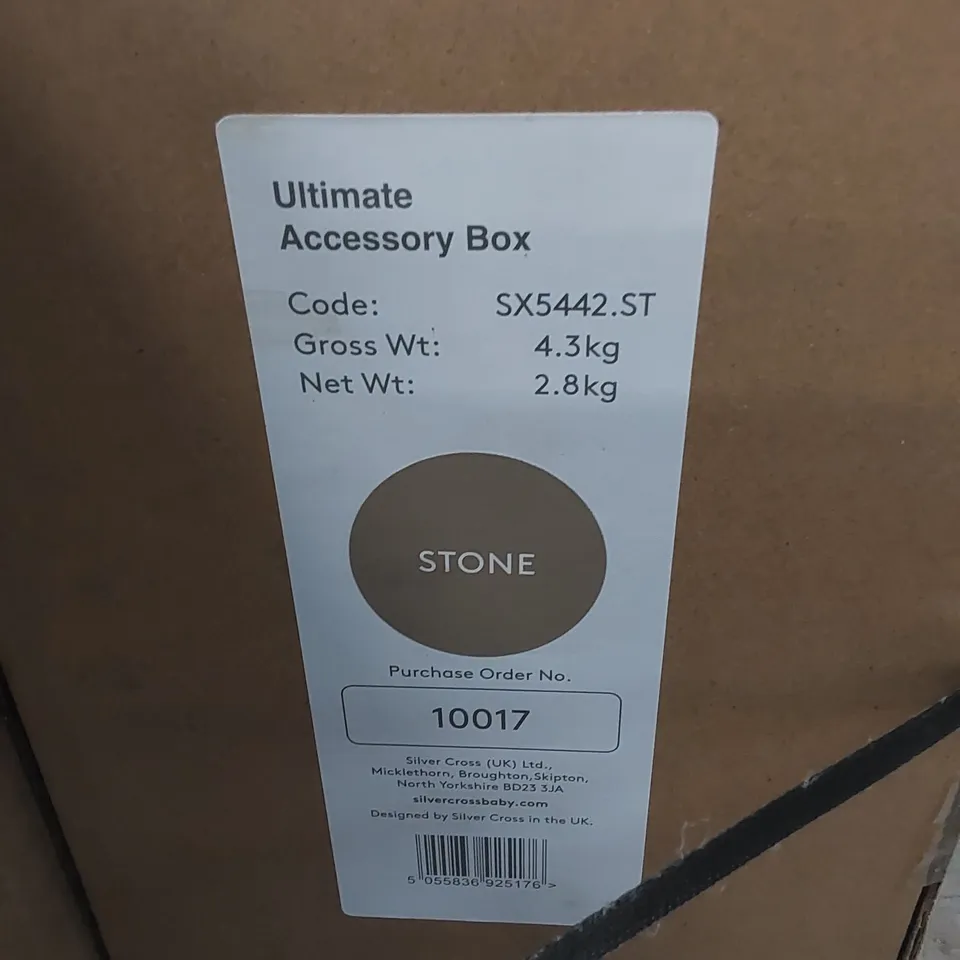 Ultimate
Accessory Box
Code: SX5442.ST
Gross Wt: 4.3kg
Net Wt: 2.8kg
STONE
Purchase Order No.
10017
Silver Cross (UK) Ltd.,
Micklethorn, Broughton, Skipton,
North Yorkshire BD23 3JA
silvercrossbaby.com
Designed by Silver Cross in the UK.
5 055836 925176 >